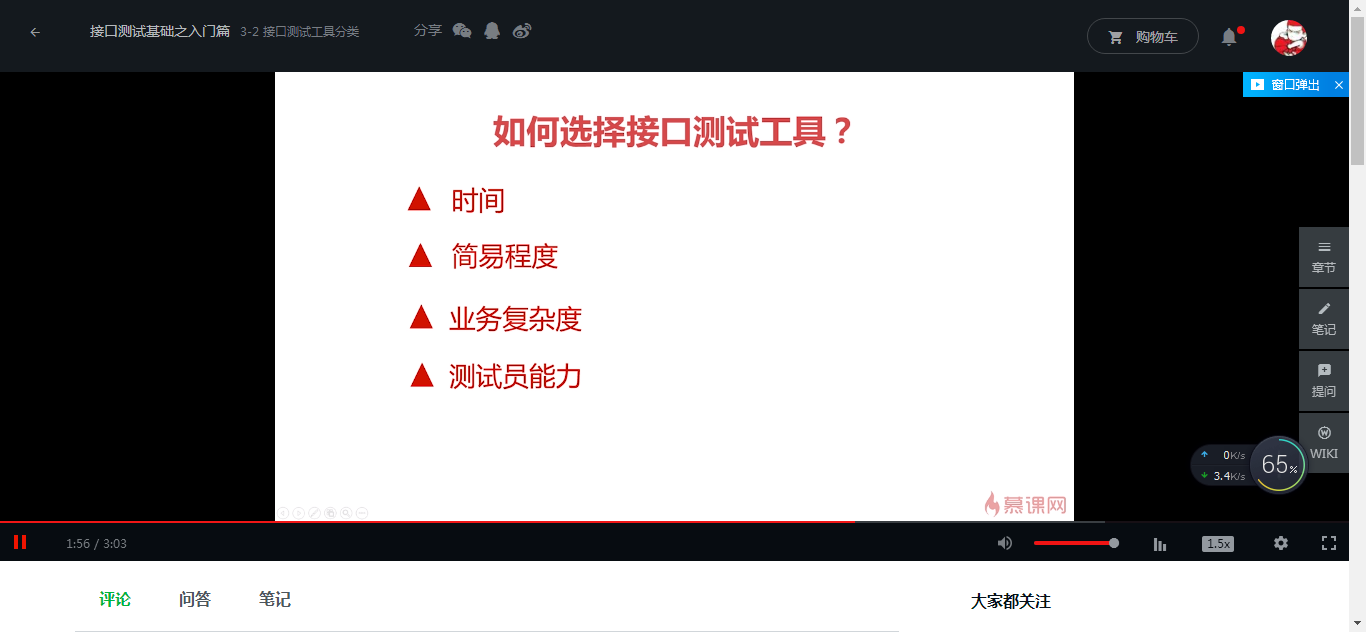 接口测试基础之入门篇 3-2 接口测试工具分类 分享 购物车
窗口弹出
如何选择接口测试工具？
时间
简易程度
业务复杂度
测试员能力
章节
笔记
提问
WIKI
0K/s
3.4K/s
65%
慕课网
1:56 / 3:03 1.5x
评论 问答 笔记 大家都关注